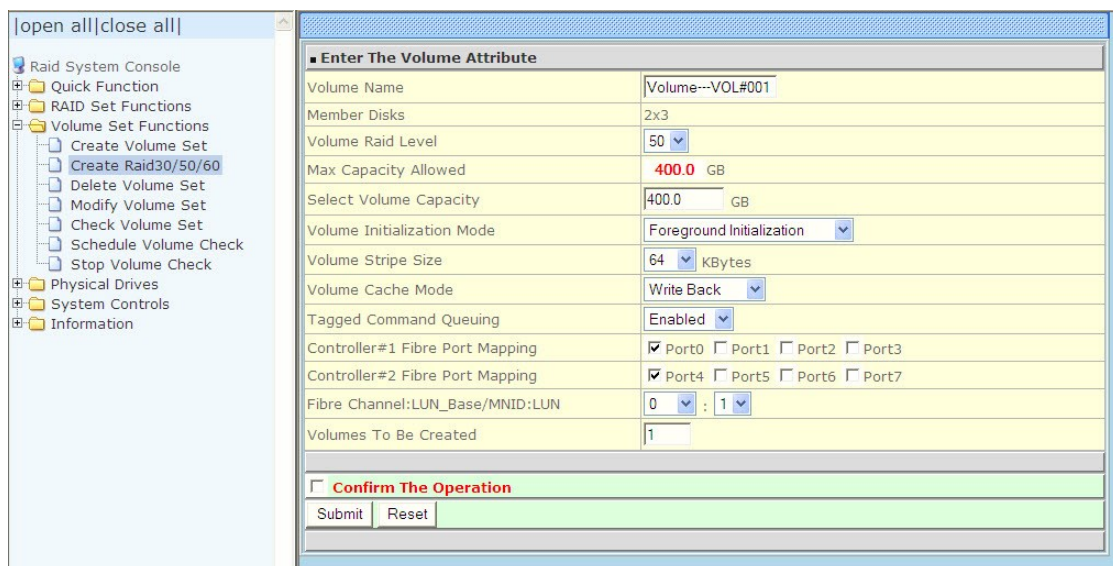 |open all|close all|
Raid System Console
Quick Function
RAID Set Functions
Volume Set Functions
Create Volume Set
Create Raid30/50/60
Delete Volume Set
Modify Volume Set
Check Volume Set
Schedule Volume Check
Stop Volume Check
Physical Drives
System Controls
Information
Enter The Volume Attribute
Volume Name Volume---VOL#001
Member Disks 2x3
Volume Raid Level 50
Max Capacity Allowed 400.0 GB
Select Volume Capacity 400.0 GB
Volume Initialization Mode Foreground Initialization
Volume Stripe Size 64 KBytes
Volume Cache Mode Write Back
Tagged Command Queuing Enabled
Controller#1 Fibre Port Mapping Port0 Port1 Port2 Port3
Controller#2 Fibre Port Mapping Port4 Port5 Port6 Port7
Fibre Channel:LUN_Base/MNID:LUN 0 : 1
Volumes To Be Created 1
Confirm The Operation
Submit Reset